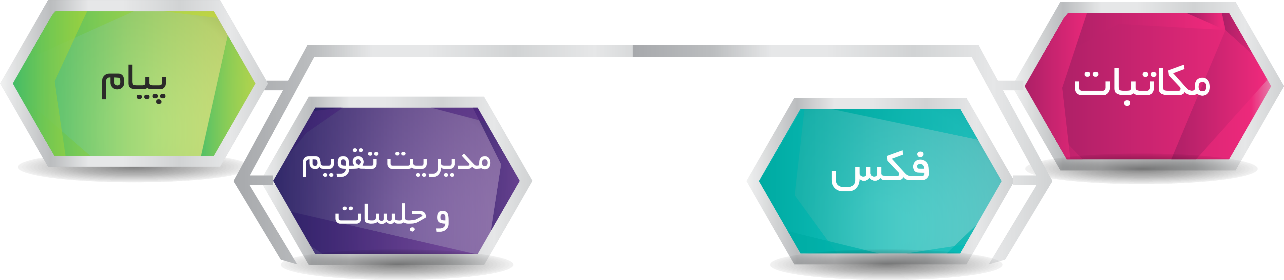 مکاتبات
فکس
مدیریت تقویم
و جلسات
پیام